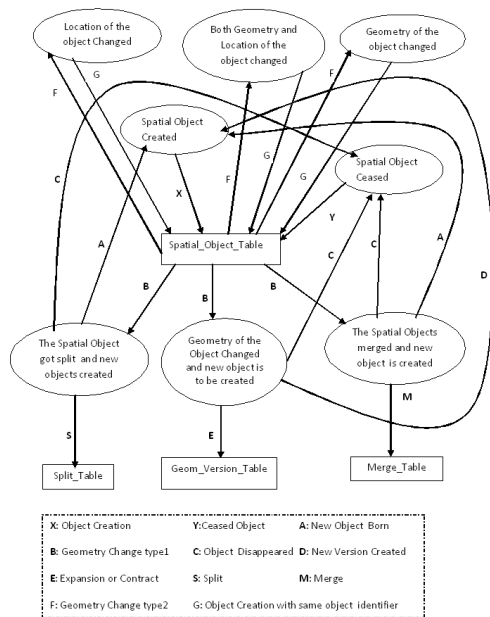 Location of the
object Changed
Both Geometry and
Location of the
object changed
Geometry of the
object changed
F
G
F
G
F
G
Spatial Object
Created
Spatial Object
Ceased
C
X
Y
A
A
D
Spatial_Object_Table
B
B
B
C
C
The Spatial Object
got split and new
objects created
Geometry of the
Object Changed
and new object is
to be created
The Spatial Objects
merged and new
object is created
S
E
M
Split_Table
Geom_Version_Table
Merge_Table
X: Object Creation Y:Ceased Object A: New Object Born
B: Geometry Change type1 C: Object Disappeared D: New Version Created
E: Expansion or Contract S: Split M: Merge
F: Geometry Change type2 G: Object Creation with same object identifier